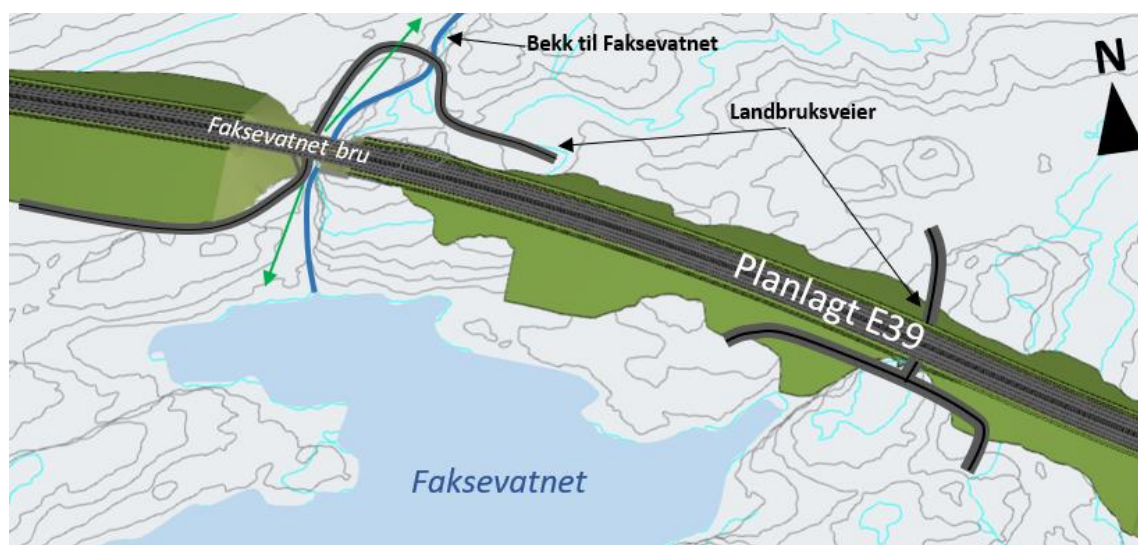 Bekk til Faksevatnet
N
Landbruksveier
Faksevatnet bru
Planlagt E39
Faksevatnet